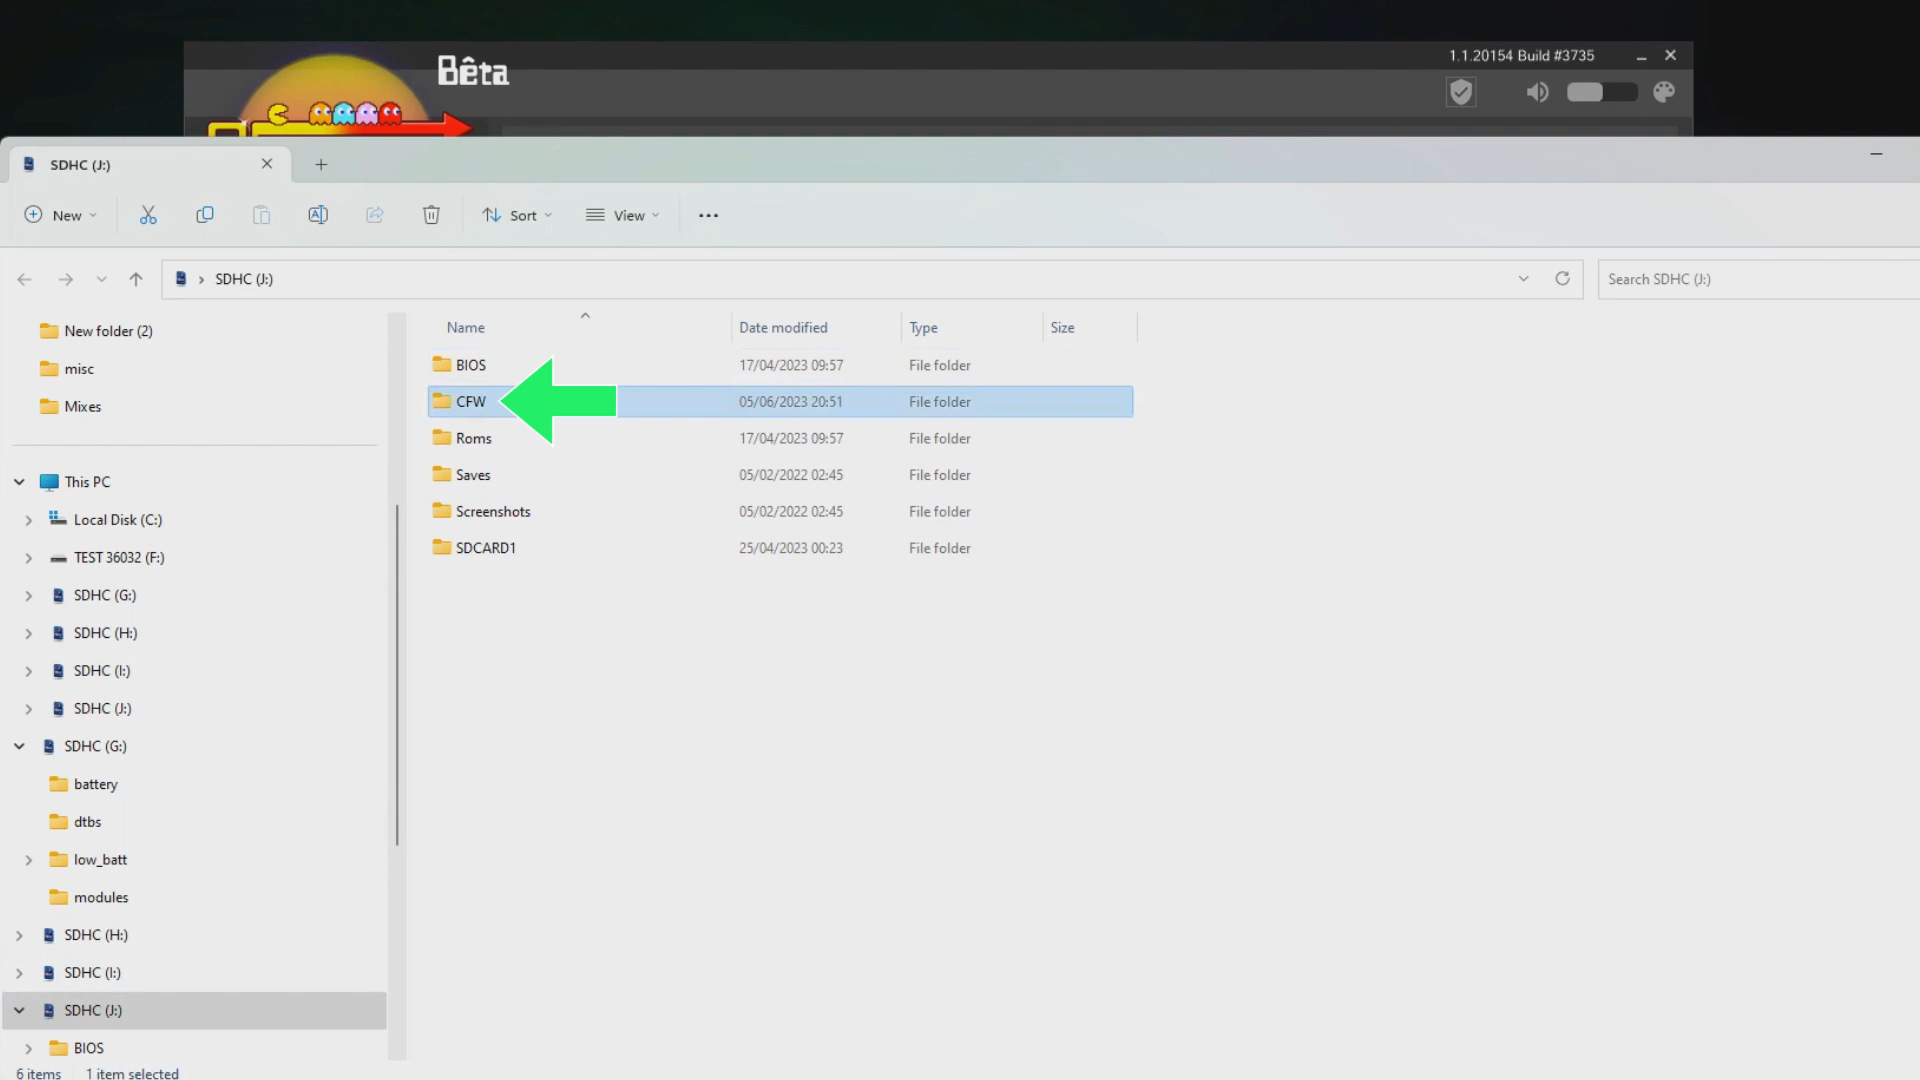 Bêta
1.1.20154 Build #3735
SDHC (J:)
New
Sort
View
SDHC (J:)
Search SDHC (J:)
New folder (2)
misc
Mixes
This PC
Local Disk (C:)
TEST 36032 (F:)
SDHC (G:)
SDHC (H:)
SDHC (I:)
SDHC (J:)
SDHC (G:)
battery
dtbs
low_batt
modules
SDHC (H:)
SDHC (I:)
SDHC (J:)
BIOS
Name Date modified Type Size
BIOS 17/04/2023 09:57 File folder
CFW 05/06/2023 20:51 File folder
Roms 17/04/2023 09:57 File folder
Saves 05/02/2022 02:45 File folder
Screenshots 05/02/2022 02:45 File folder
SDCARD1 25/04/2023 00:23 File folder
6 items 1 item selected